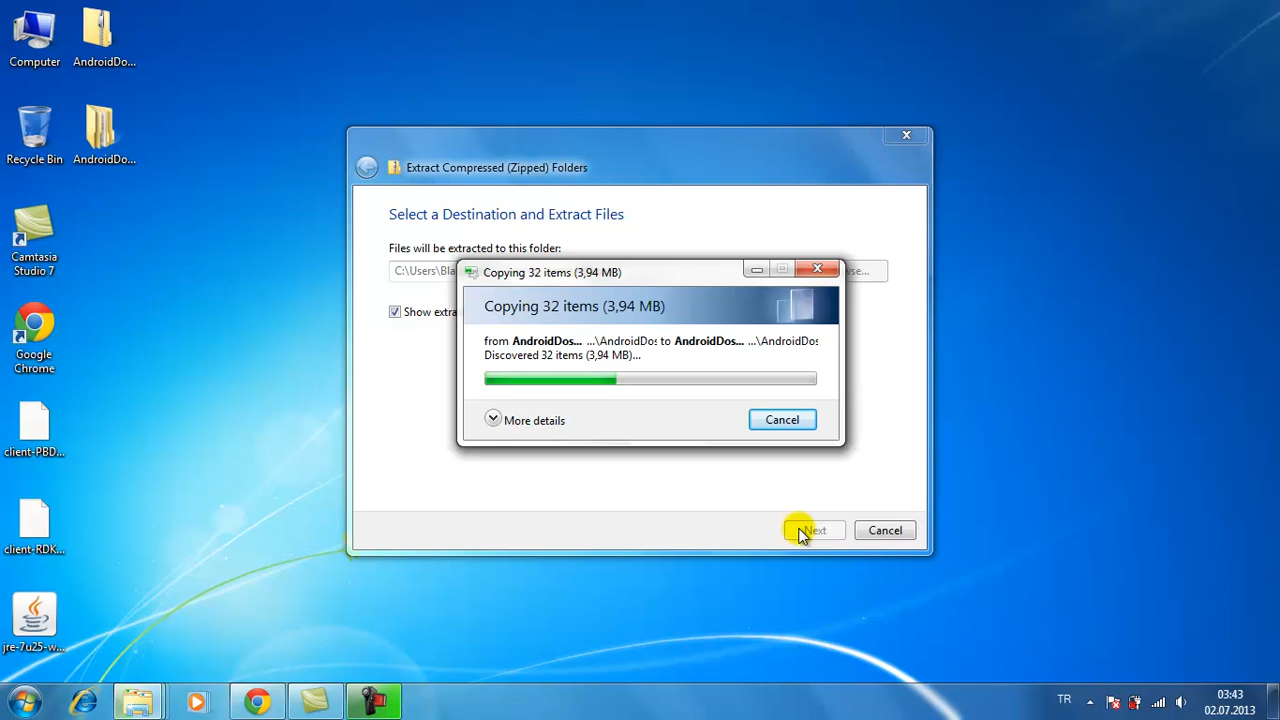 Computer
AndroidDo...
Recycle Bin
AndroidDo...
Camtasia
Studio 7
Google
Chrome
client-PBD...
client-RDK...
jre-7u25-w...
Extract Compressed (Zipped) Folders
Select a Destination and Extract Files
Files will be extracted to this folder:
C:\Users\Bla
se...
Show extra
Copying 32 items (3,94 MB)
Copying 32 items (3,94 MB)
from AndroidDos... ...\AndroidDos to AndroidDos... ...\AndroidDos
Discovered 32 items (3,94 MB)...
More details
Cancel
Next
Cancel
TR
03:43
02.07.2013